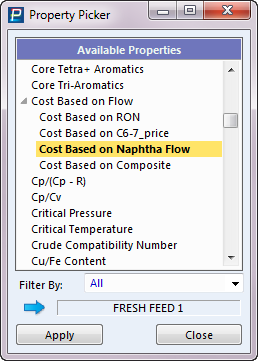 Property Picker
Available Properties
Core Tetra+ Aromatics
Core Tri-Aromatics
Cost Based on Flow
Cost Based on RON
Cost Based on C6-7_price
Cost Based on Naphtha Flow
Cost Based on Composite
Cp/(Cp - R)
Cp/Cv
Critical Pressure
Critical Temperature
Crude Compatibility Number
Cu/Fe Content
Filter By: All
FRESH FEED 1
Apply Close